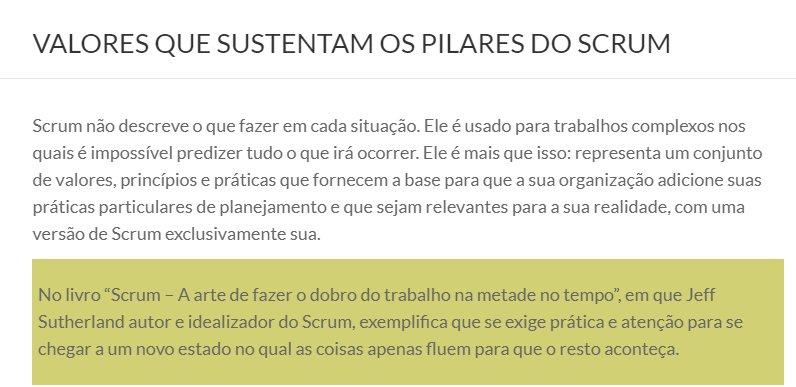 VALORES QUE SUSTENTAM OS PILARES DO SCRUM
Scrum não descreve o que fazer em cada situação. Ele é usado para trabalhos complexos nos
quais é impossível predizer tudo o que irá ocorrer. Ele é mais que isso: representa um conjunto
de valores, princípios e práticas que fornecem a base para que a sua organização adicione suas
práticas particulares de planejamento e que sejam relevantes para a sua realidade, com uma
versão de Scrum exclusivamente sua.
No livro “Scrum – A arte de fazer o dobro do trabalho na metade no tempo”, em que Jeff
Sutherland autor e idealizador do Scrum, exemplifica que se exige prática e atenção para se
chegar a um novo estado no qual as coisas apenas fluem para que o resto aconteça.